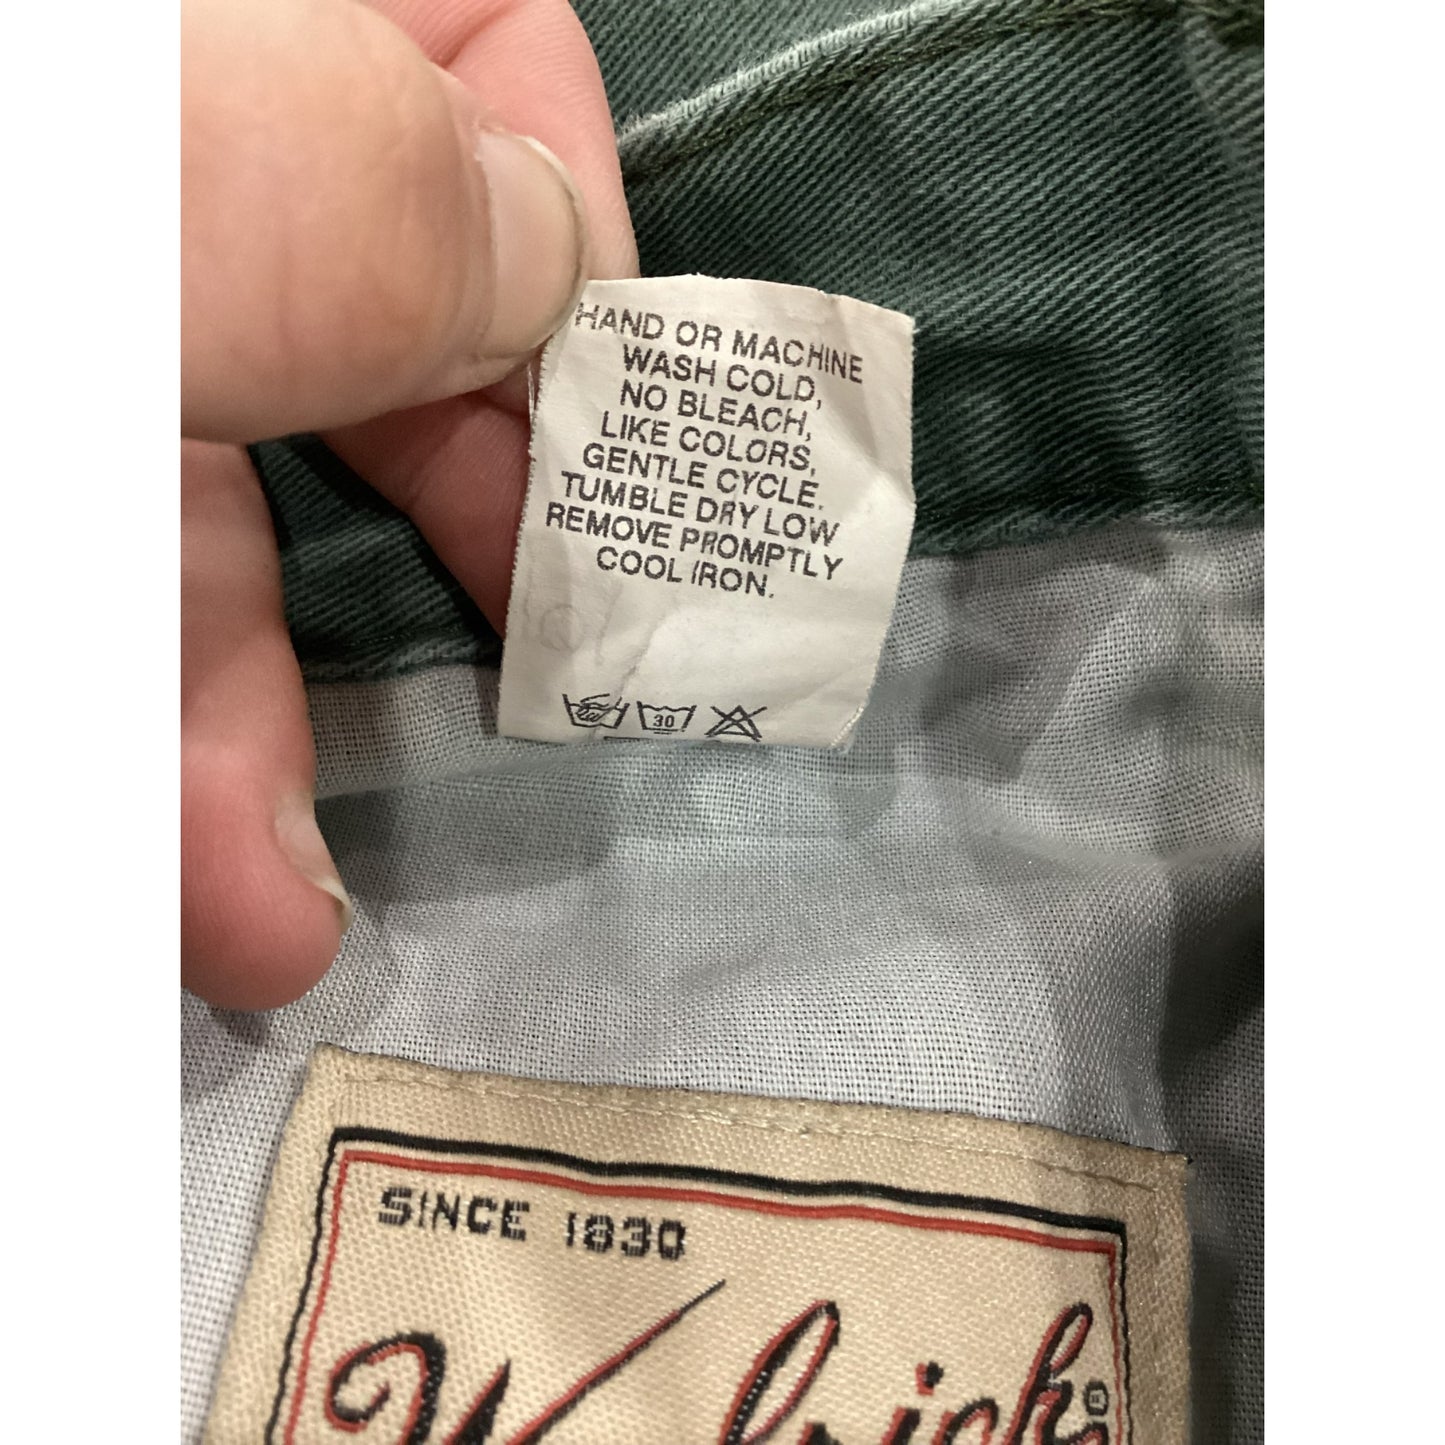 HAND OR MACHINE
WASH COLD,
NO BLEACH,
LIKE COLORS,
GENTLE CYCLE.
TUMBLE DRY LOW
REMOVE PROMPTLY
COOL IRON.
30
SINCE 1830
Woolrich
®